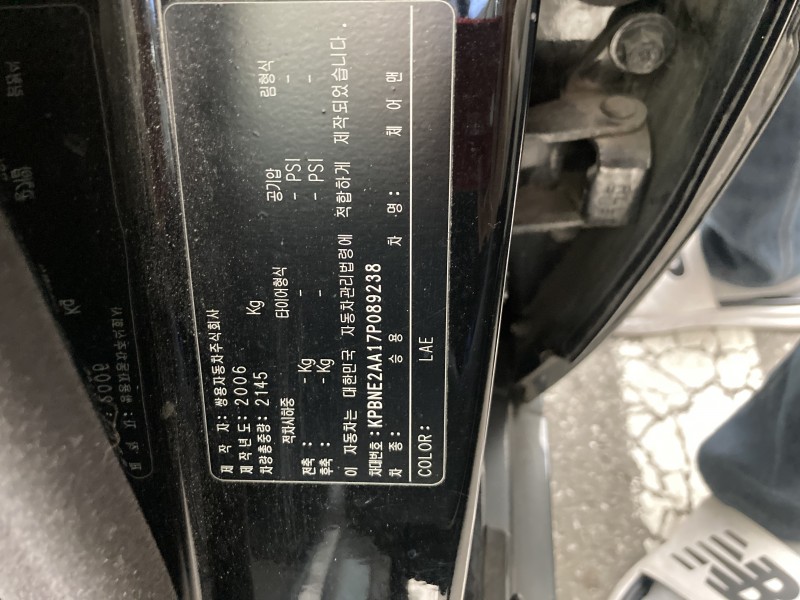 제 작 자: 쌍용자동차주식회사
제작년도: 2006
차량총중량: 2145 Kg
적차시하중 타이어형식 공기압 림형식
전축 : - Kg - - PSI -
후축 : - Kg - - PSI -
이 자동차는 대한민국 자동차관리법령에 적합하게 제작되었습니다.
차대번호: KPBNE2AA17P089238
차 종: 승용 차 명: 체어맨
COLOR: LAE